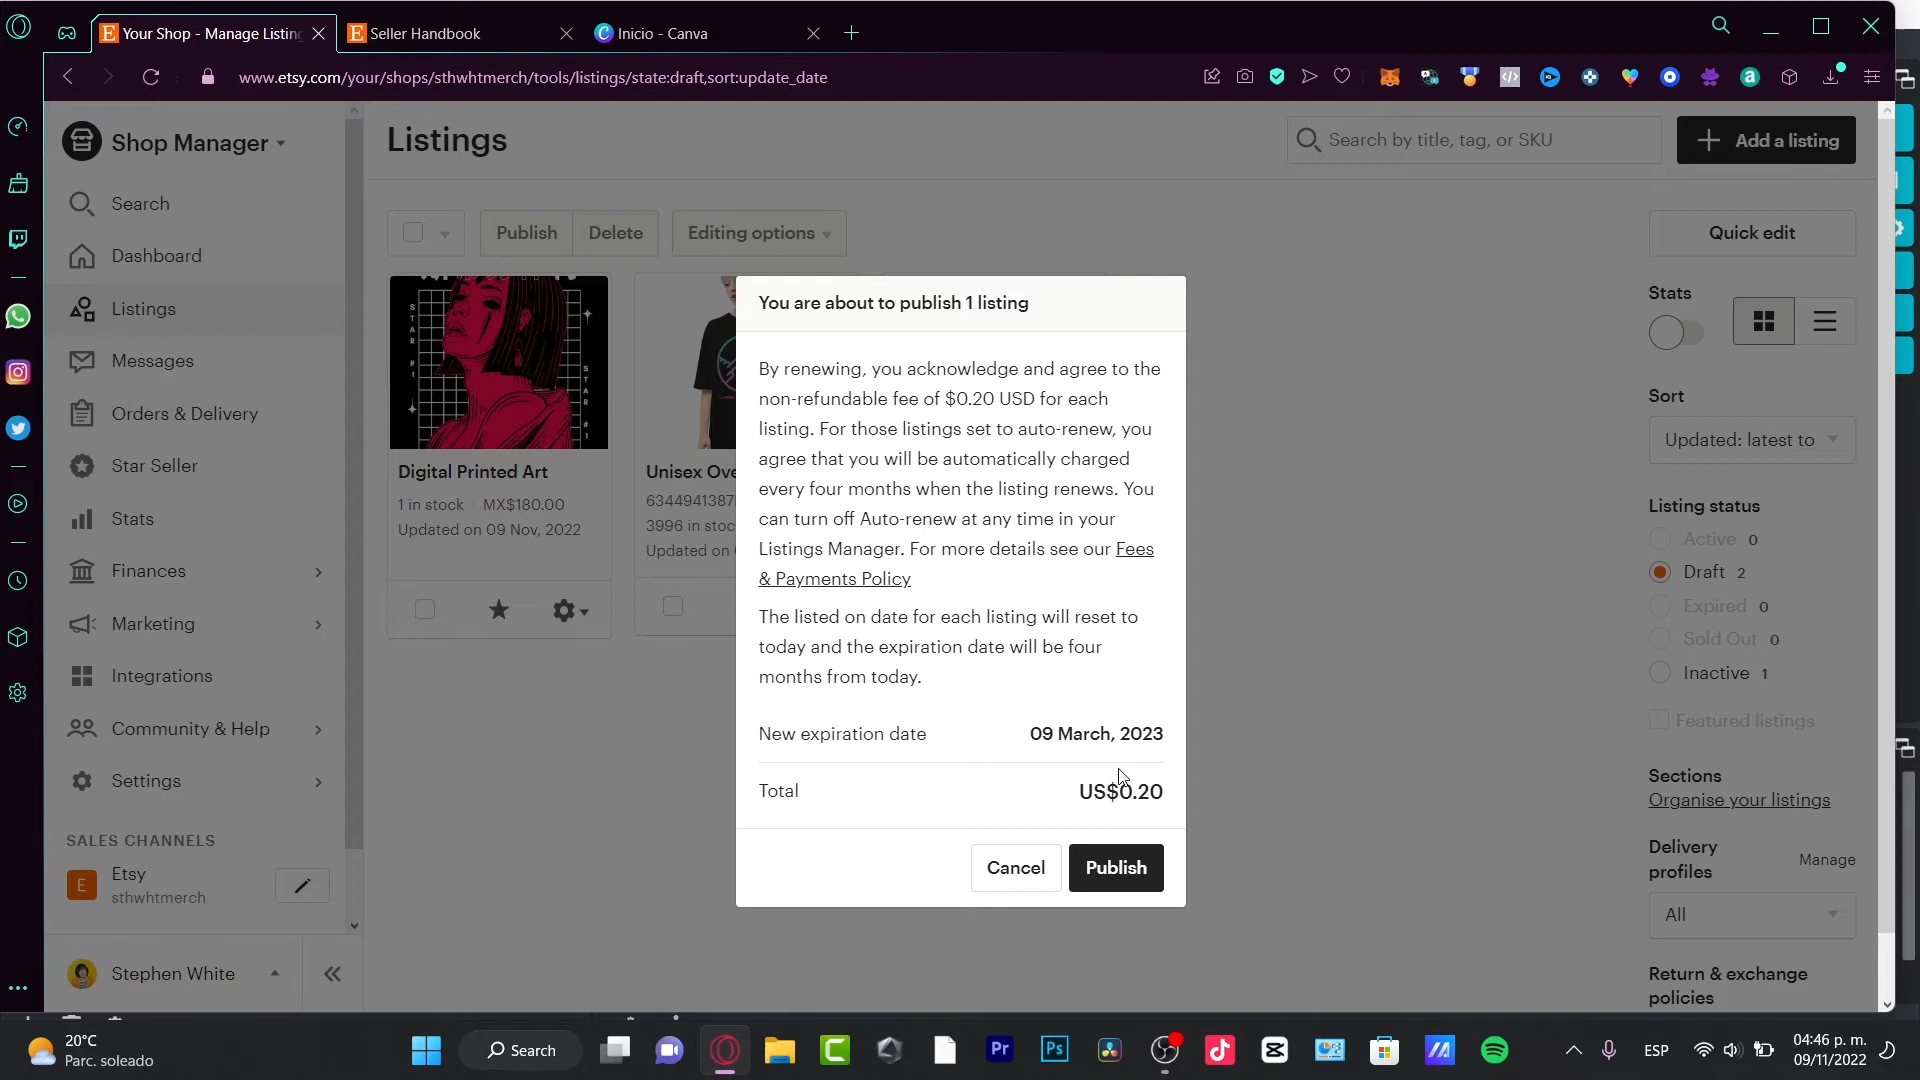 Your Shop - Manage Listing
Seller Handbook
Inicio - Canva
www.etsy.com/your/shops/sthwhtmerch/tools/listings/state:draft,sort:update_date
Shop Manager
Search
Dashboard
Listings
Messages
Orders & Delivery
Star Seller
Stats
Finances
Marketing
Integrations
Community & Help
Settings
SALES CHANNELS
E
Etsy
sthwhtmerch
Stephen White
Listings
Search by title, tag, or SKU
Add a listing
Publish
Delete
Editing options
Quick edit
STAR #1
STAR #1
Digital Printed Art
1 in stock
MX$180.00
Updated on 09 Nov, 2022
Unisex Ove
6344941387
3996 in stoc
Updated on
You are about to publish 1 listing
By renewing, you acknowledge and agree to the
non-refundable fee of $0.20 USD for each
listing. For those listings set to auto-renew, you
agree that you will be automatically charged
every four months when the listing renews. You
can turn off Auto-renew at any time in your
Listings Manager. For more details see our Fees
& Payments Policy
The listed on date for each listing will reset to
today and the expiration date will be four
months from today.
New expiration date
09 March, 2023
Total
US$0.20
Cancel
Publish
Stats
Sort
Updated: latest to
Listing status
Active 0
Draft 2
Expired 0
Sold Out 0
Inactive 1
Featured listings
Sections
Organise your listings
Delivery
profiles
Manage
All
Return & exchange
policies
20°C
Parc. soleado
Search
Pr
Ps
ESP
04:46 p. m.
09/11/2022